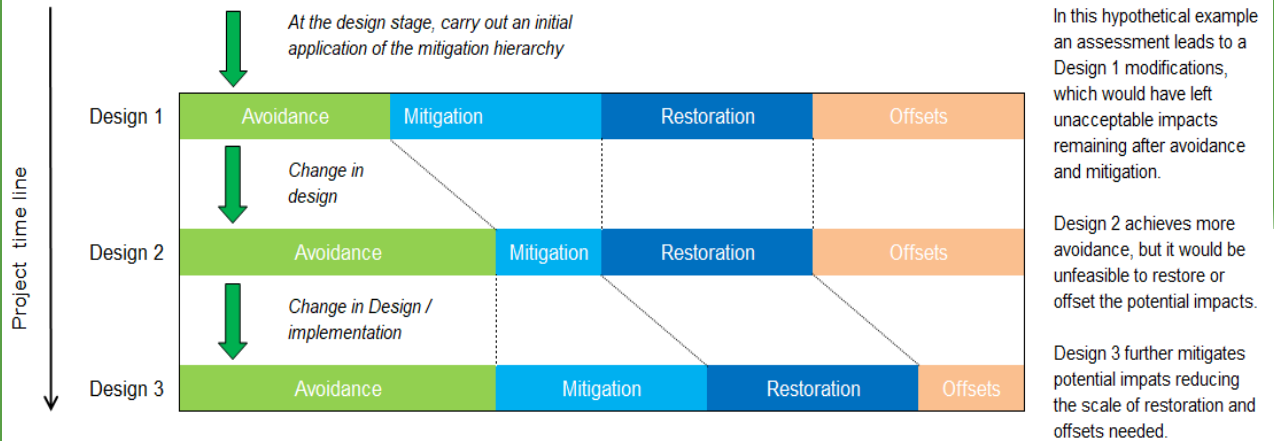 At the design stage, carry out an initial
application of the mitigation hierarchy
Design 1
Avoidance
Mitigation
Restoration
Offsets
Change in
design
Design 2
Avoidance
Mitigation
Restoration
Offsets
Change in Design /
implementation
Design 3
Avoidance
Mitigation
Restoration
Offsets
Project time line
In this hypothetical example
an assessment leads to a
Design 1 modifications,
which would have left
unacceptable impacts
remaining after avoidance
and mitigation.
Design 2 achieves more
avoidance, but it would be
unfeasible to restore or
offset the potential impacts.
Design 3 further mitigates
potential impats reducing
the scale of restoration and
offsets needed.